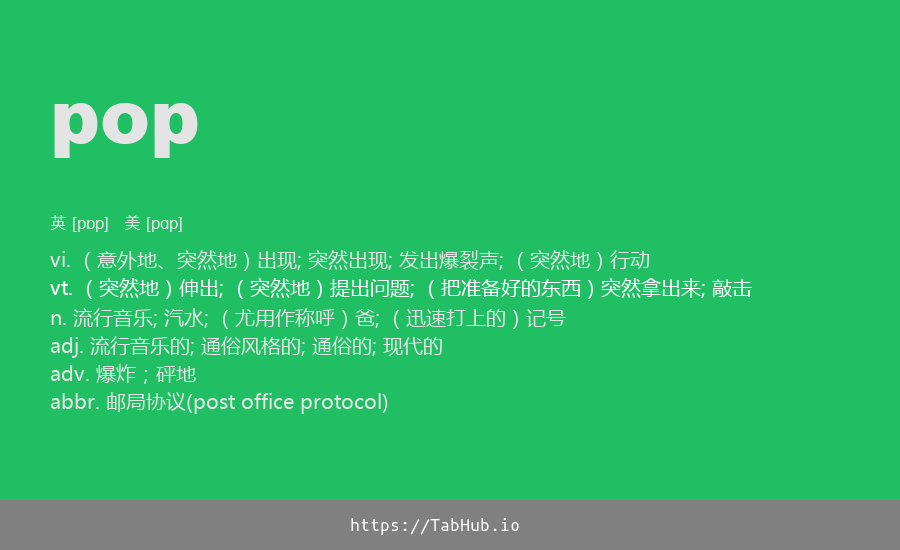 pop
英 [pɒp] 美 [pɑp]
vi. （意外地、突然地）出现; 突然出现; 发出爆裂声; （突然地）行动
vt. （突然地）伸出; （突然地）提出问题; （把准备好的东西）突然拿出来; 敲击
n. 流行音乐; 汽水; （尤用作称呼）爸; （迅速打上的）记号
adj. 流行音乐的; 通俗风格的; 通俗的; 现代的
adv. 爆炸；砰地
abbr. 邮局协议(post office protocol)
https://TabHub.io